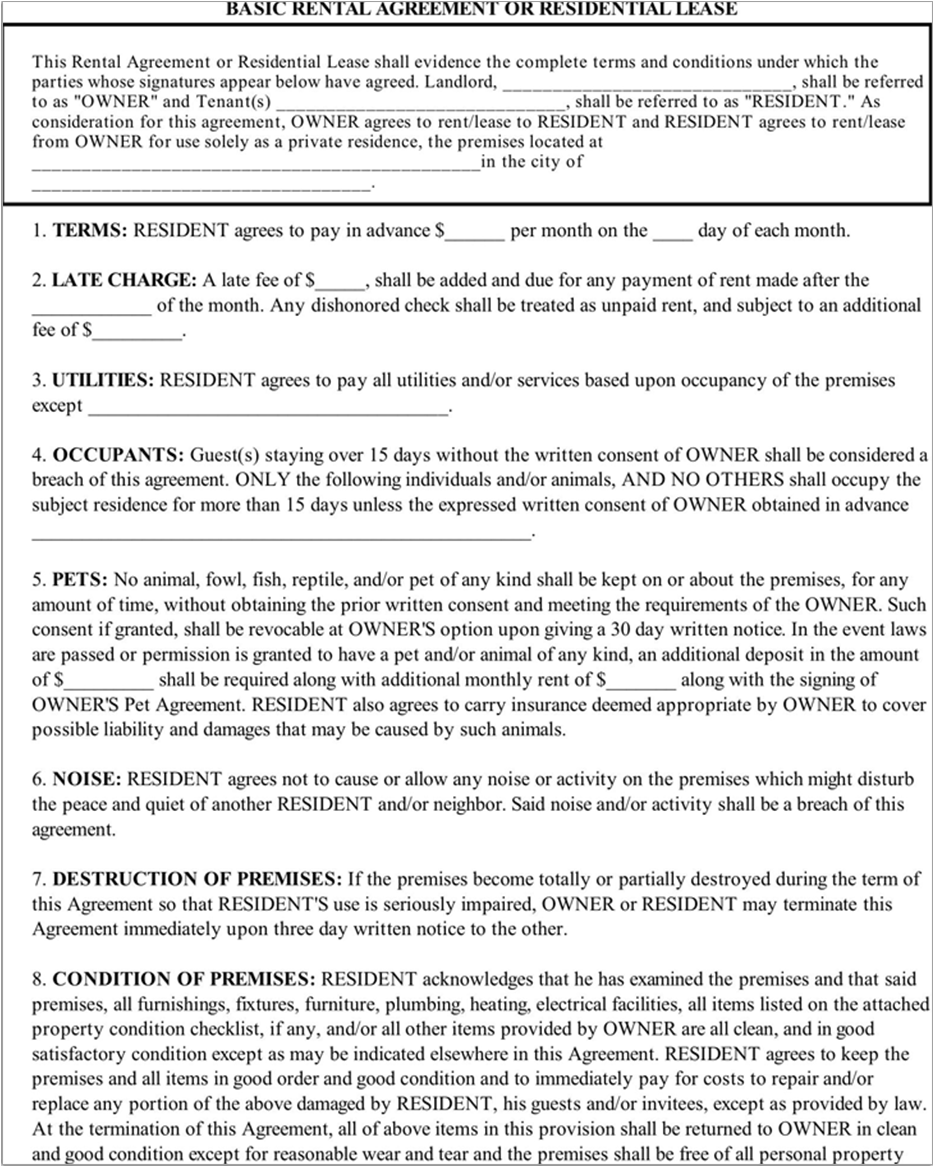 BASIC RENTAL AGREEMENT OR RESIDENTIAL LEASE
This Rental Agreement or Residential Lease shall evidence the complete terms and conditions under which the
parties whose signatures appear below have agreed. Landlord, _____________________________, shall be referred
to as "OWNER" and Tenant(s) _____________________________, shall be referred to as "RESIDENT." As
consideration for this agreement, OWNER agrees to rent/lease to RESIDENT and RESIDENT agrees to rent/lease
from OWNER for use solely as a private residence, the premises located at
_____________________________________________in the city of
__________________________________.
1. TERMS: RESIDENT agrees to pay in advance $______ per month on the ____ day of each month.
2. LATE CHARGE: A late fee of $_____, shall be added and due for any payment of rent made after the
____________ of the month. Any dishonored check shall be treated as unpaid rent, and subject to an additional
fee of $_________.
3. UTILITIES: RESIDENT agrees to pay all utilities and/or services based upon occupancy of the premises
except ____________________________________.
4. OCCUPANTS: Guest(s) staying over 15 days without the written consent of OWNER shall be considered a
breach of this agreement. ONLY the following individuals and/or animals, AND NO OTHERS shall occupy the
subject residence for more than 15 days unless the expressed written consent of OWNER obtained in advance
__________________________________________________.
5. PETS: No animal, fowl, fish, reptile, and/or pet of any kind shall be kept on or about the premises, for any
amount of time, without obtaining the prior written consent and meeting the requirements of the OWNER. Such
consent if granted, shall be revocable at OWNER'S option upon giving a 30 day written notice. In the event laws
are passed or permission is granted to have a pet and/or animal of any kind, an additional deposit in the amount
of $_________ shall be required along with additional monthly rent of $_______ along with the signing of
OWNER'S Pet Agreement. RESIDENT also agrees to carry insurance deemed appropriate by OWNER to cover
possible liability and damages that may be caused by such animals.
6. NOISE: RESIDENT agrees not to cause or allow any noise or activity on the premises which might disturb
the peace and quiet of another RESIDENT and/or neighbor. Said noise and/or activity shall be a breach of this
agreement.
7. DESTRUCTION OF PREMISES: If the premises become totally or partially destroyed during the term of
this Agreement so that RESIDENT'S use is seriously impaired, OWNER or RESIDENT may terminate this
Agreement immediately upon three day written notice to the other.
8. CONDITION OF PREMISES: RESIDENT acknowledges that he has examined the premises and that said
premises, all furnishings, fixtures, furniture, plumbing, heating, electrical facilities, all items listed on the attached
property condition checklist, if any, and/or all other items provided by OWNER are all clean, and in good
satisfactory condition except as may be indicated elsewhere in this Agreement. RESIDENT agrees to keep the
premises and all items in good order and good condition and to immediately pay for costs to repair and/or
replace any portion of the above damaged by RESIDENT, his guests and/or invitees, except as provided by law.
At the termination of this Agreement, all of above items in this provision shall be returned to OWNER in clean
and good condition except for reasonable wear and tear and the premises shall be free of all personal property